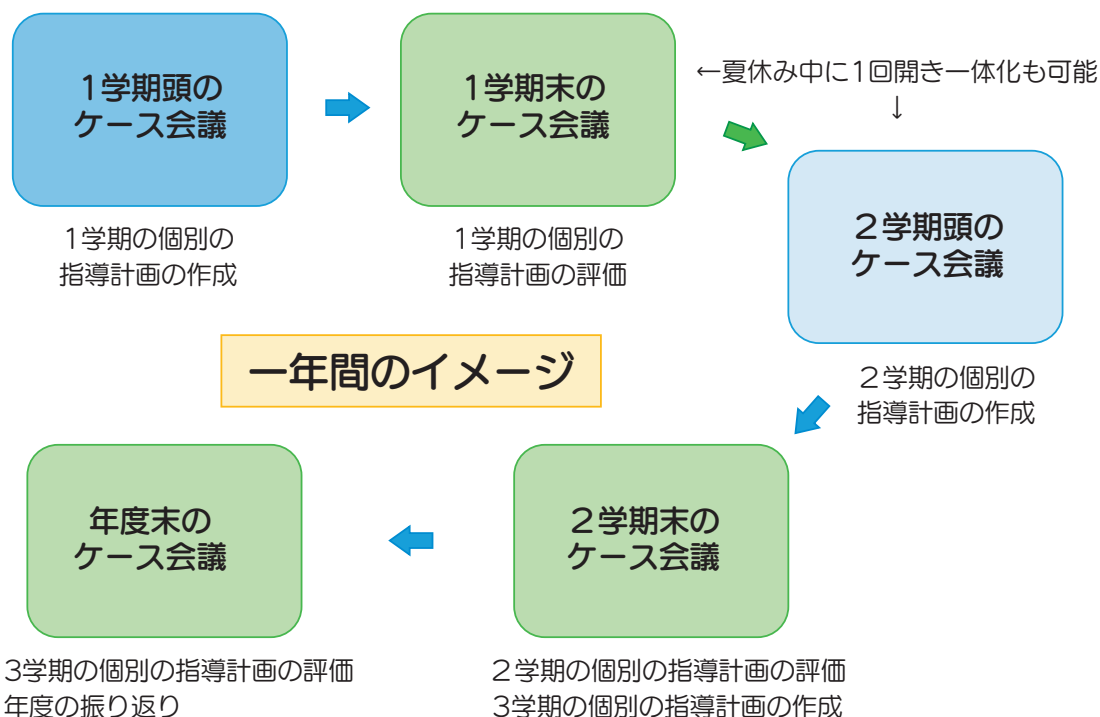 1学期頭の
ケース会議
1学期末の
ケース会議
←夏休み中に1回開き一体化も可能
↓
1学期の個別の
指導計画の作成
1学期の個別の
指導計画の評価
２学期頭の
ケース会議
一年間のイメージ
２学期の個別の
指導計画の作成
年度末の
ケース会議
２学期末の
ケース会議
3学期の個別の指導計画の評価
年度の振り返り
２学期の個別の指導計画の評価
3学期の個別の指導計画の作成